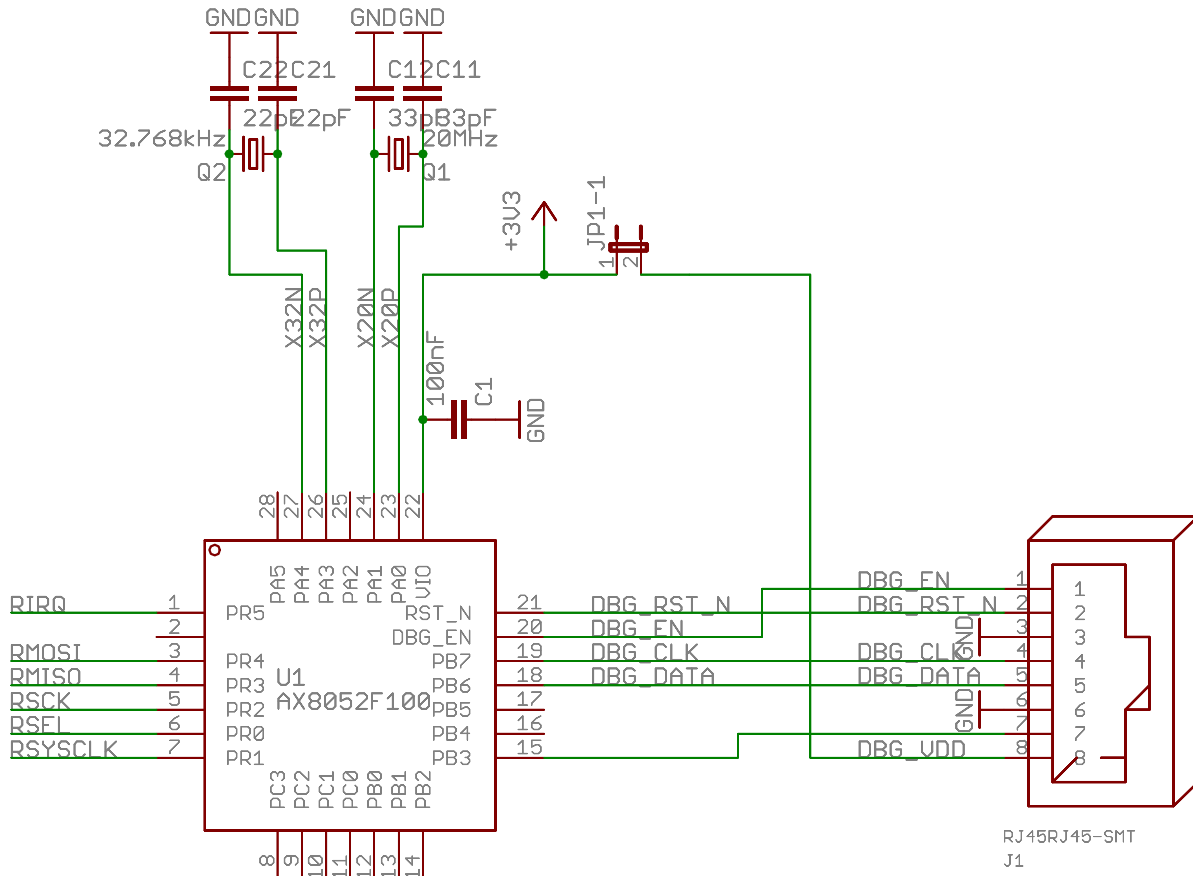 GND GND GND GND
C22 C21 C12 C11
22pF 22pF 33pF 33pF
32.768kHz 20MHz
Q2 Q1
+3V3 JP1-1
1 2
X32N X32P X20N X20P
100nF C1 GND
28 27 26 25 24 23 22
PA5 PA4 PA3 PA2 PA1 PA0 VIO
RIRQ 1 PR5 RST_N 21 DBG_RST_N
2 DBG_EN 20 DBG_EN
RMOSI 3 PR4 PB7 19 DBG_CLK
RMISO 4 PR3 PB6 18 DBG_DATA
RSCK 5 PR2 PB5 17
RSEL 6 PR0 PB4 16
RSYSCLK 7 PR1 PB3 15
U1
AX8052F100
PC3 PC2 PC1 PC0 PB0 PB1 PB2
8 9 10 11 12 13 14
DBG_EN 1 1
DBG_RST_N 2 2
GND 3 3
DBG_CLK 4 4
DBG_DATA 5 5
GND 6 6
7 7
DBG_VDD 8 8
RJ45RJ45-SMT
J1